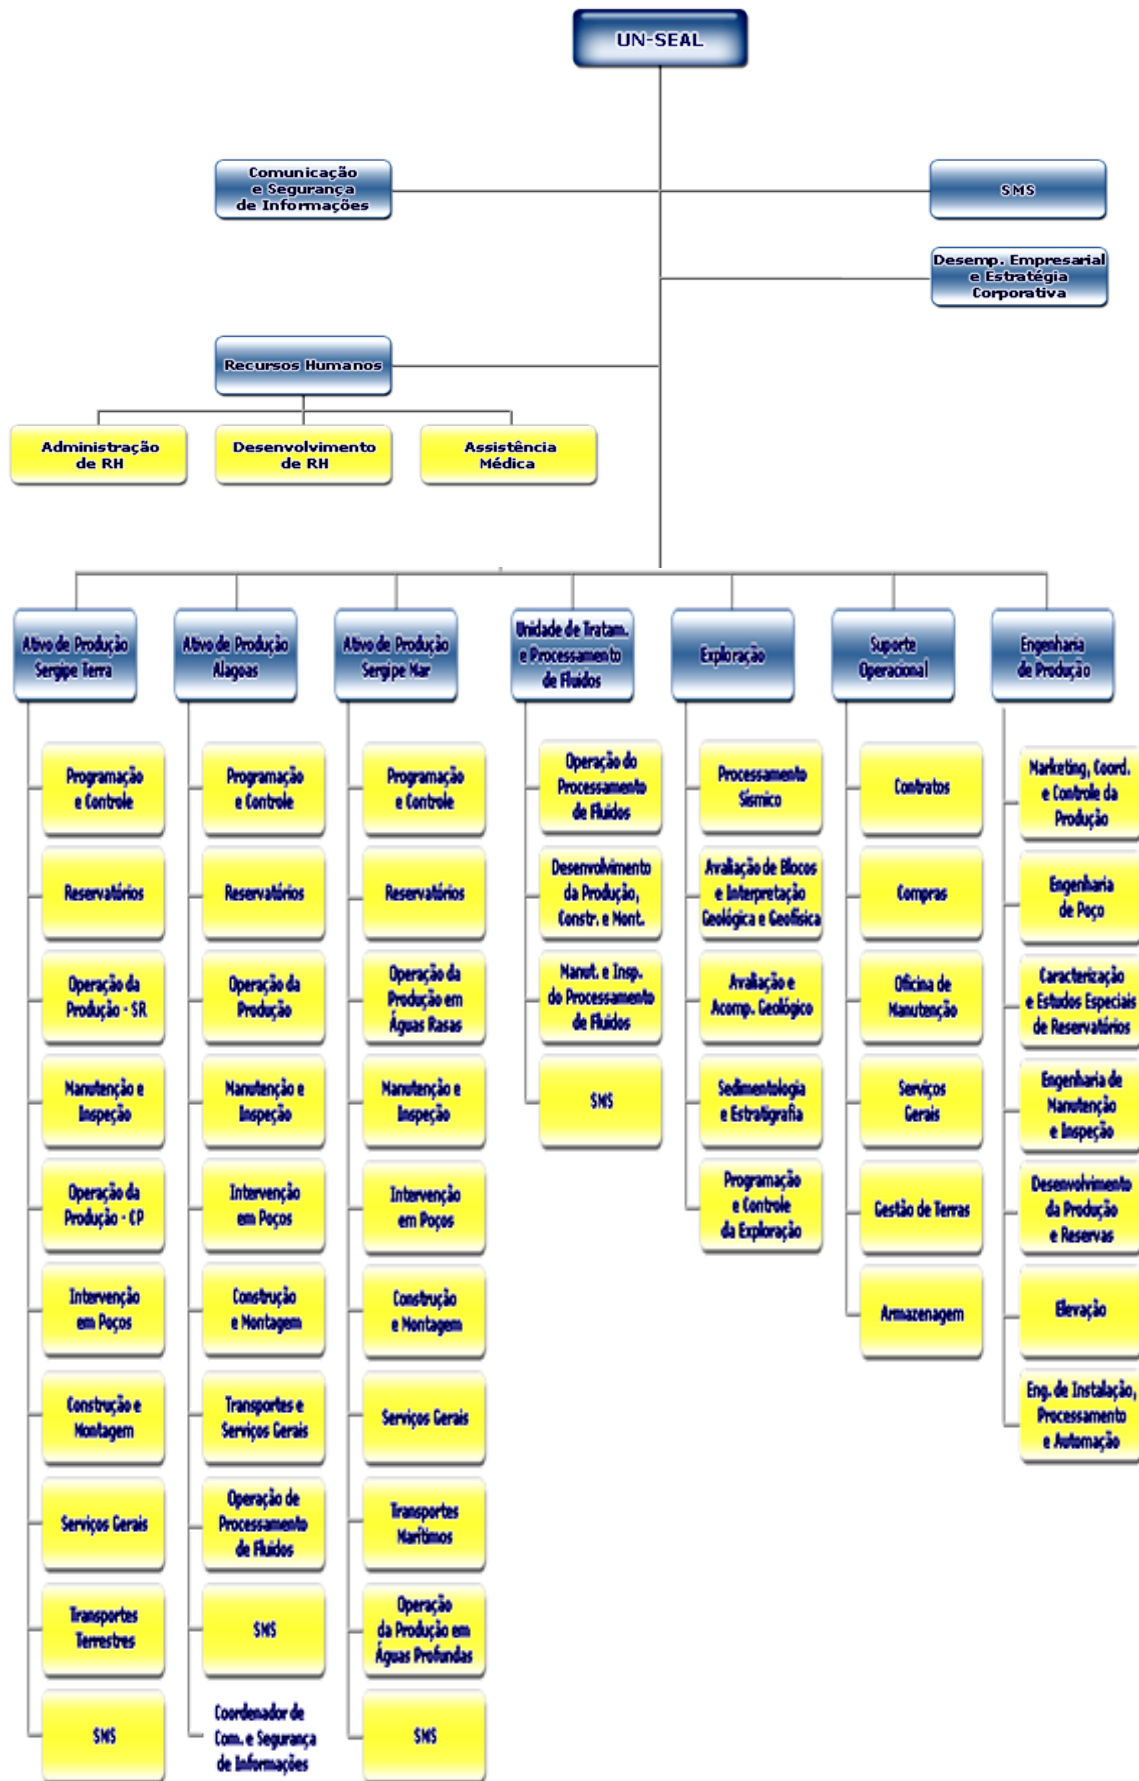 UN-SEAL
Comunicação
e Segurança
de Informações
SMS
Desemp. Empresarial
e Estratégia
Corporativa
Recursos Humanos
Administração
de RH
Desenvolvimento
de RH
Assistência
Médica
Ativo de Produção
Sergipe Terra
Programação
e Controle
Reservatórios
Operação da
Produção - SR
Manutenção e
Inspeção
Operação da
Produção - CP
Intervenção
em Poços
Construção e
Montagem
Serviços Gerais
Transportes
Terrestres
SMS
Ativo de Produção
Alagoas
Programação
e Controle
Reservatórios
Operação da
Produção
Manutenção e
Inspeção
Intervenção
em Poços
Construção
e Montagem
Transportes e
Serviços Gerais
Operação de
Processamento
de Fluidos
SMS
Coordenador de
Com. e Segurança
de Informações
Ativo de Produção
Sergipe Mar
Programação
e Controle
Reservatórios
Operação da
Produção em
Águas Rasas
Manutenção e
Inspeção
Intervenção
em Poços
Construção
e Montagem
Serviços Gerais
Transportes
Marítimos
Operação
da Produção em
Águas Profundas
SMS
Unidade de Tratam.
e Processamento
de Fluidos
Operação do
Processamento
de Fluidos
Desenvolvimento
da Produção,
Constr. e Mont.
Manut. e Insp.
do Processamento
de Fluidos
SMS
Exploração
Processamento
Sísmico
Avaliação de Blocos
e Interpretação
Geológica e Geofísica
Avaliação e
Acomp. Geológico
Sedimentologia
e Estratigrafia
Programação
e Controle
da Exploração
Suporte
Operacional
Contratos
Compras
Oficina de
Manutenção
Serviços
Gerais
Gestão de Terras
Armazenagem
Engenharia
de Produção
Marketing, Coord.
e Controle da
Produção
Engenharia
de Poço
Caracterização
e Estudos Especiais
de Reservatórios
Engenharia de
Manutenção
e Inspeção
Desenvolvimento
da Produção
e Reservas
Elevação
Eng. de Instalação,
Processamento
e Automação